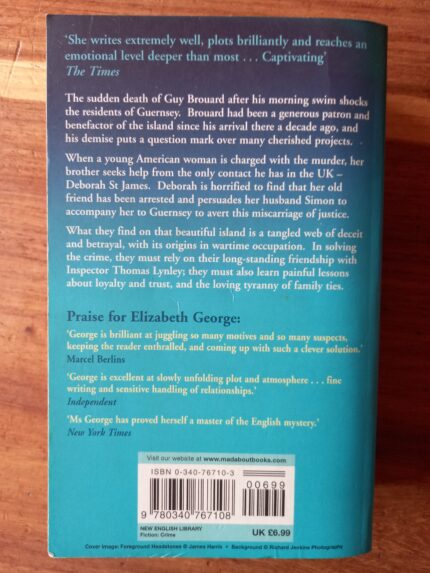 ‘She writes extremely well, plots brilliantly and reaches an
emotional level deeper than most . . . Captivating’
The Times
The sudden death of Guy Brouard after his morning swim shocks
the residents of Guernsey. Brouard had been a generous patron and
benefactor of the island since his arrival there a decade ago, and
his demise puts a question mark over many cherished projects.
When a young American woman is charged with the murder, her
brother seeks help from the only contact he has in the UK –
Deborah St James. Deborah is horrified to find that her old
friend has been arrested and persuades her husband Simon to
accompany her to Guernsey to avert this miscarriage of justice.
What they find on that beautiful island is a tangled web of deceit
and betrayal, with its origins in wartime occupation. In solving
the crime, they must rely on their long-standing friendship with
Inspector Thomas Lynley; they must also learn painful lessons
about loyalty and trust, and the loving tyranny of family ties.
Praise for Elizabeth George:
‘George is brilliant at juggling so many motives and so many suspects,
keeping the reader enthralled, and coming up with such a clever solution.’
Marcel Berlins
‘George is excellent at slowly unfolding plot and atmosphere . . . fine
writing and sensitive handling of relationships.’
Independent
‘Ms George has proved herself a master of the English mystery.’
New York Times
Visit our website at www.madaboutbooks.com
ISBN 0-340-76710-3
00699
9 780340 767108
NEW ENGLISH LIBRARY
Fiction: Crime
UK £6.99
Cover image: Foreground Headstones © James Harris • Background © Richard Jenkins Photography